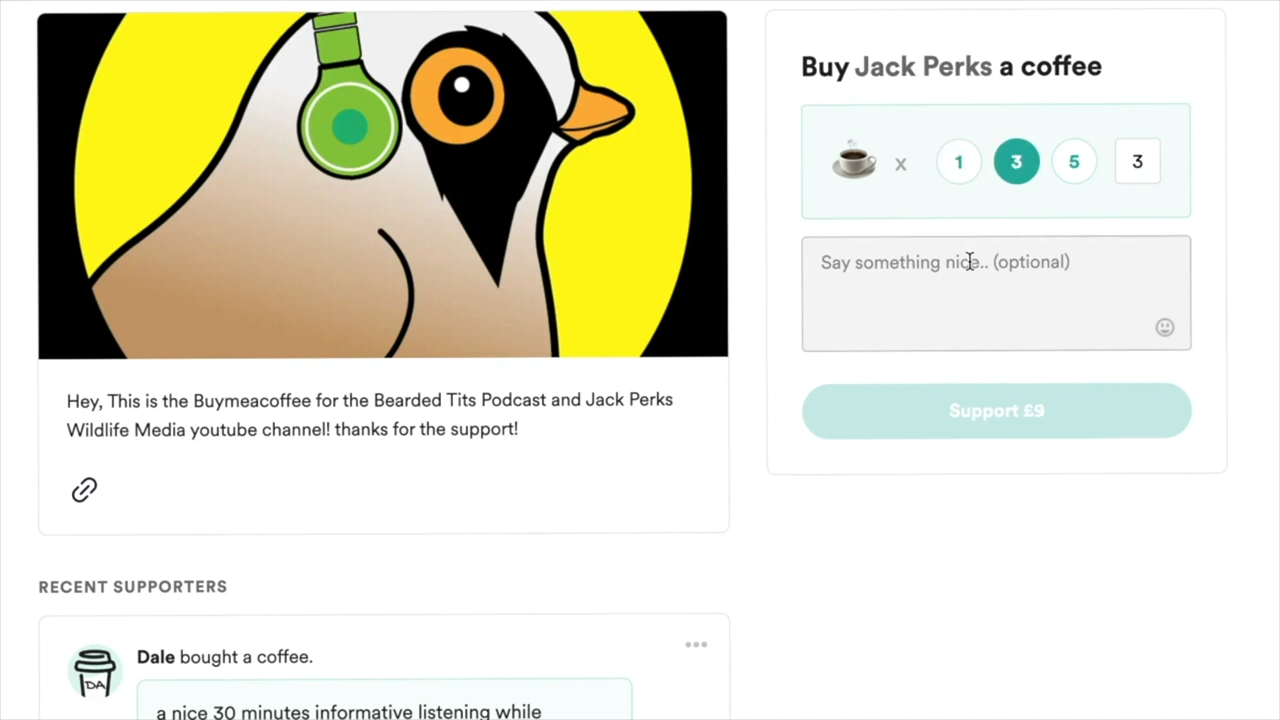 Buy Jack Perks a coffee
x 1 3 5 3
Say something nice.. (optional)
Support £9
Hey, This is the Buymeacoffee for the Bearded Tits Podcast and Jack Perks
Wildlife Media youtube channel! thanks for the support!
RECENT SUPPORTERS
Dale bought a coffee.
DA
a nice 30 minutes informative listening while